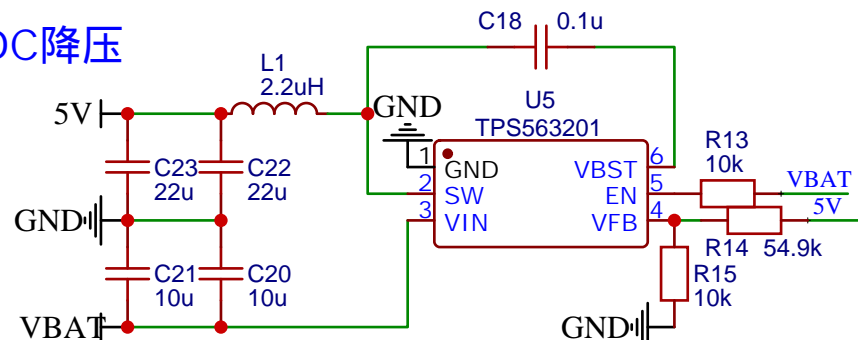 DC降压
C18 0.1u
L1
2.2uH
GND
U5
TPS563201
5V
C23
22u
C22
22u
1 GND
2 SW
3 VIN
VBST 6
EN 5
VFB 4
R13
10k
VBAT
5V
R14 54.9k
GND
C21
10u
C20
10u
R15
10k
VBAT
GND